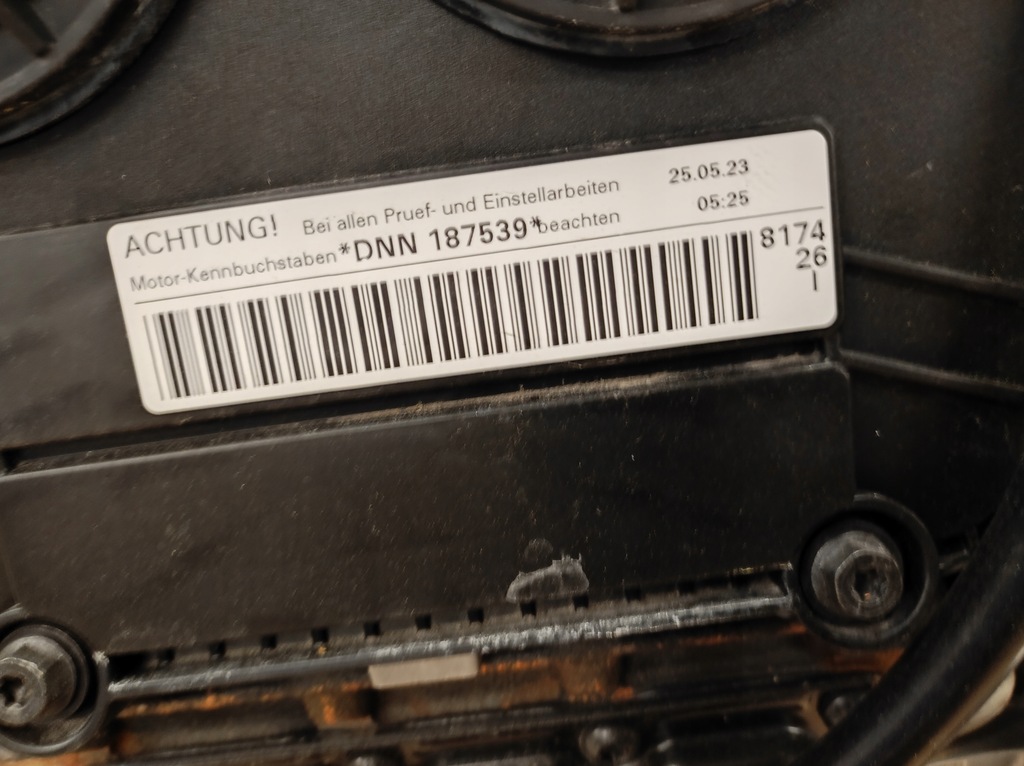 ACHTUNG! Bei allen Pruef- und Einstellarbeiten 25.05.23
Motor-Kennbuchstaben *DNN 187539* beachten 05:25
8174
26
I